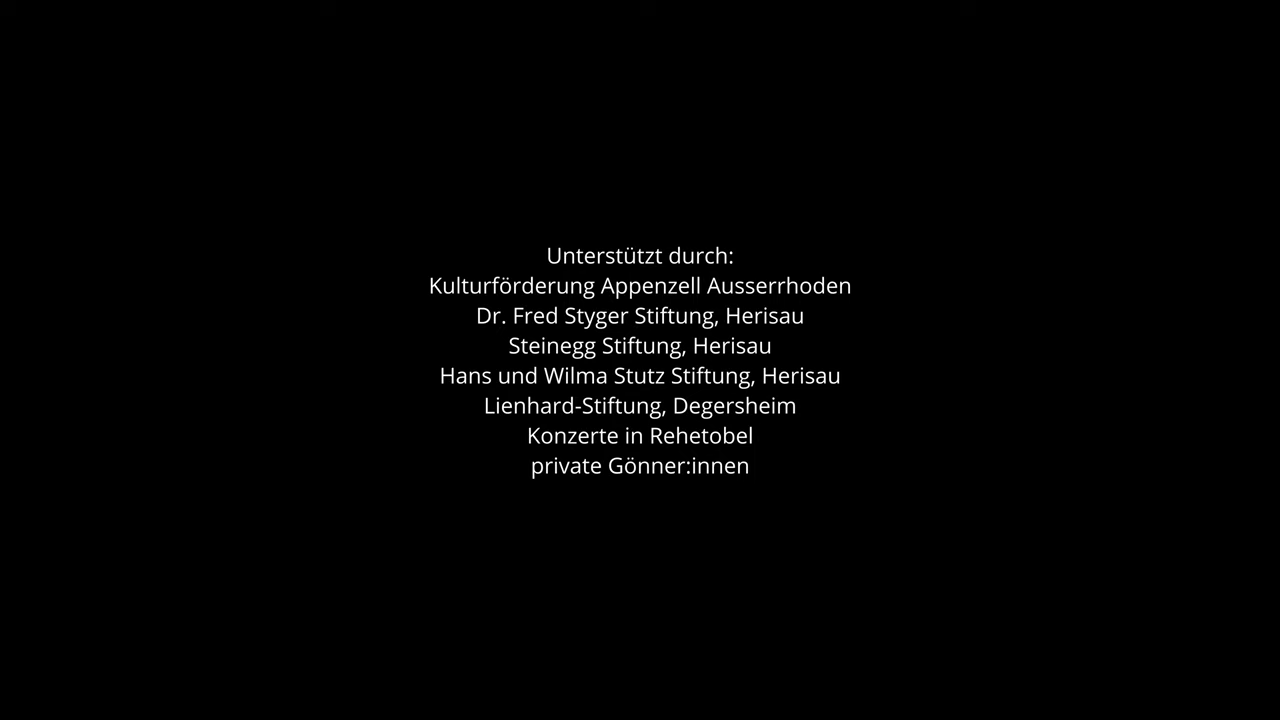 Unterstützt durch:
Kulturförderung Appenzell Ausserrhoden
Dr. Fred Styger Stiftung, Herisau
Steinegg Stiftung, Herisau
Hans und Wilma Stutz Stiftung, Herisau
Lienhard-Stiftung, Degersheim
Konzerte in Rehetobel
private Gönner:innen